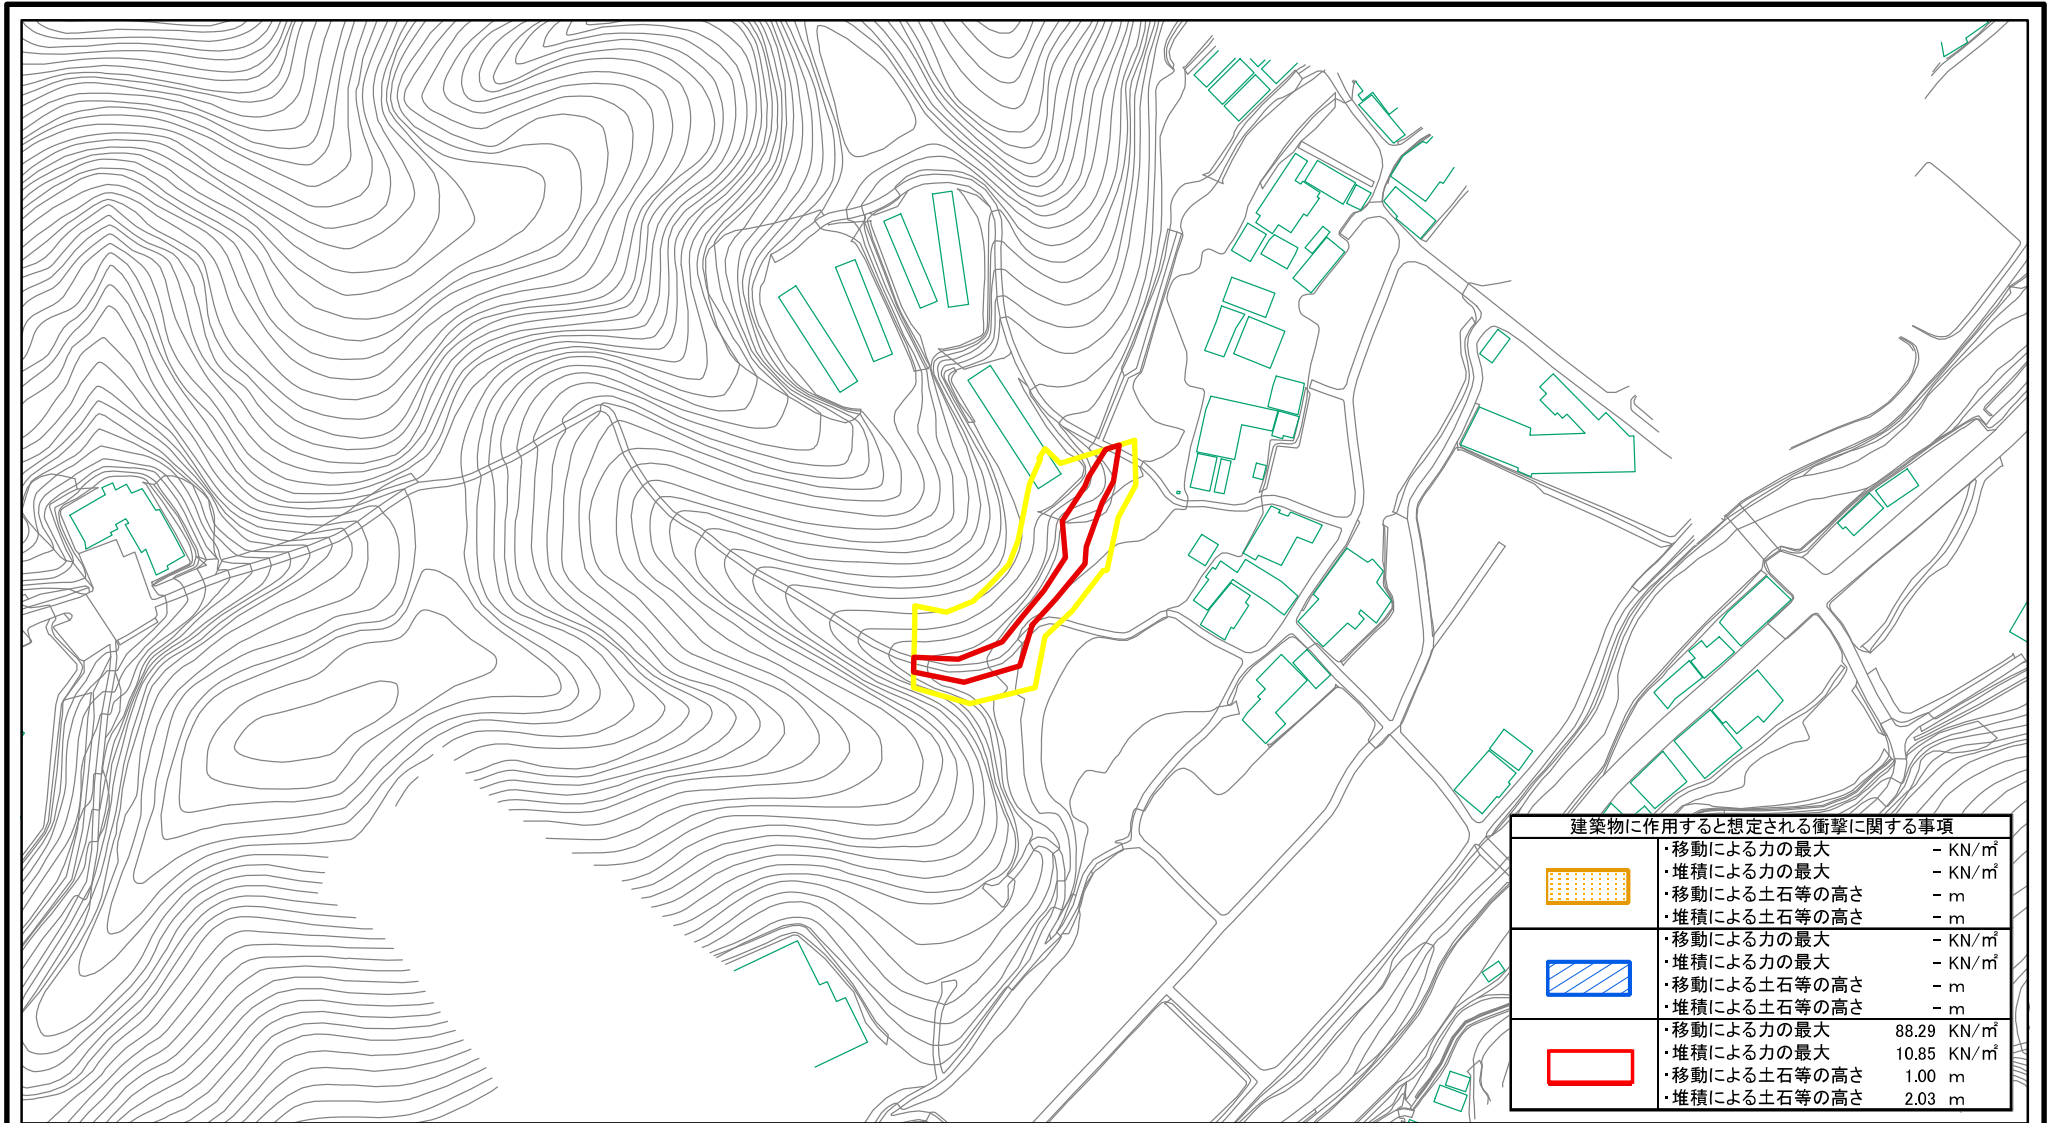 建築物に作用すると想定される衝撃に関する事項
・移動による力の最大 - KN/㎡
・堆積による力の最大 - KN/㎡
・移動による土石等の高さ - m
・堆積による土石等の高さ - m
・移動による力の最大 - KN/㎡
・堆積による力の最大 - KN/㎡
・移動による土石等の高さ - m
・堆積による土石等の高さ - m
・移動による力の最大 88.29 KN/㎡
・堆積による力の最大 10.85 KN/㎡
・移動による土石等の高さ 1.00 m
・堆積による土石等の高さ 2.03 m